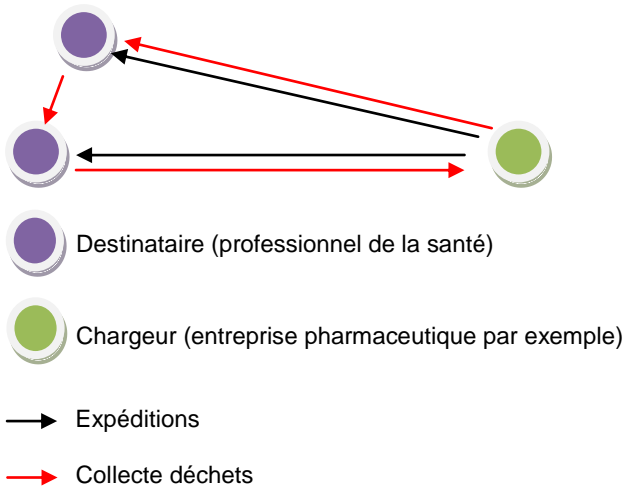 Destinataire (professionnel de la santé)
Chargeur (entreprise pharmaceutique par exemple)
Expéditions
Collecte déchets